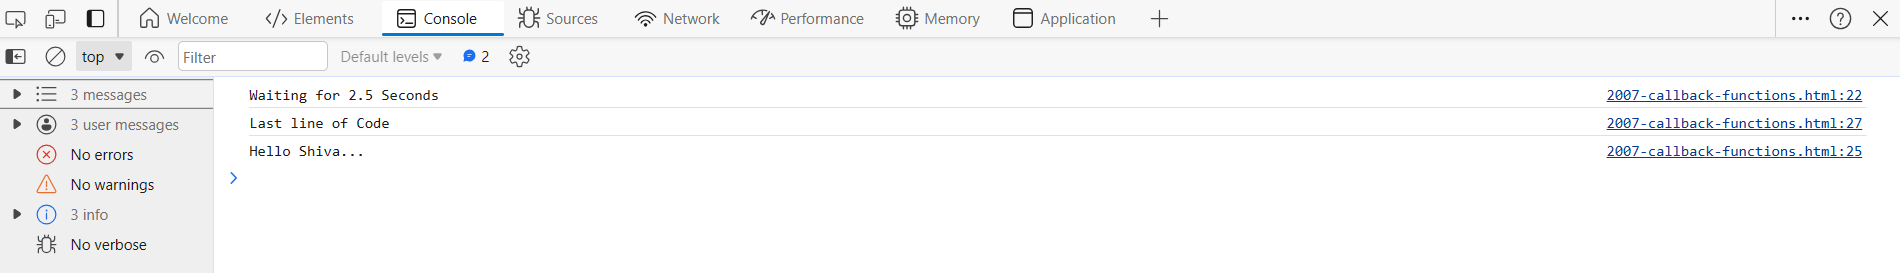 Welcome Elements Console Sources Network Performance Memory Application
top Filter Default levels 2
3 messages
3 user messages
No errors
No warnings
3 info
No verbose
Waiting for 2.5 Seconds 2007-callback-functions.html:22
Last line of Code 2007-callback-functions.html:27
Hello Shiva... 2007-callback-functions.html:25